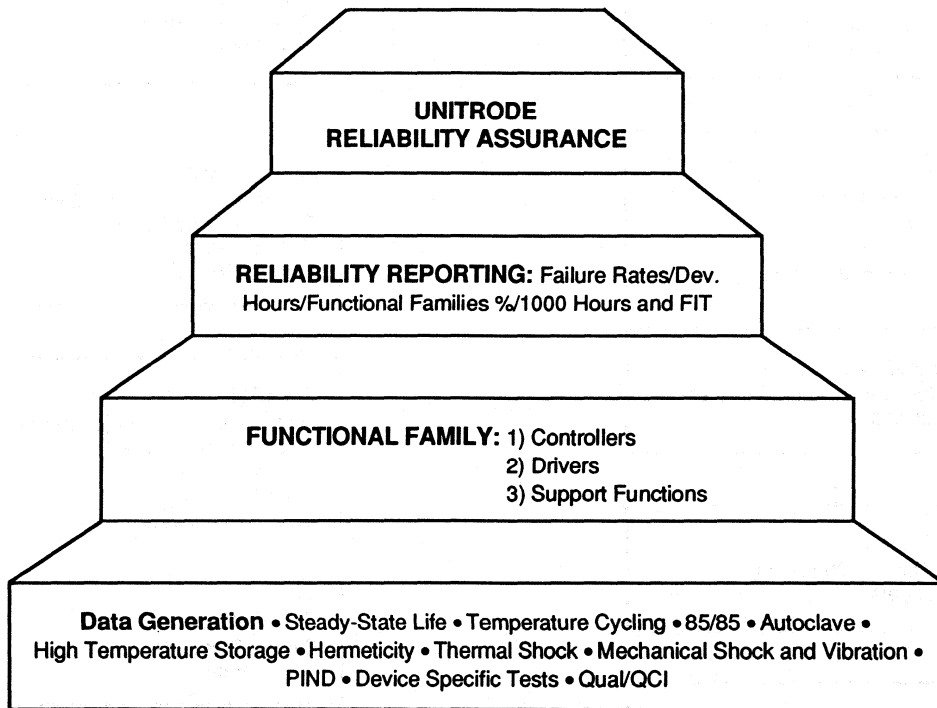 UNITRODE
RELIABILITY ASSURANCE
RELIABILITY REPORTING: Failure Rates/Dev.
Hours/Functional Families %/1000 Hours and FIT
FUNCTIONAL FAMILY: 1) Controllers
2) Drivers
3) Support Functions
Data Generation • Steady-State Life • Temperature Cycling • 85/85 • Autoclave •
High Temperature Storage • Hermeticity • Thermal Shock • Mechanical Shock and Vibration •
PIND • Device Specific Tests • Qual/QCI